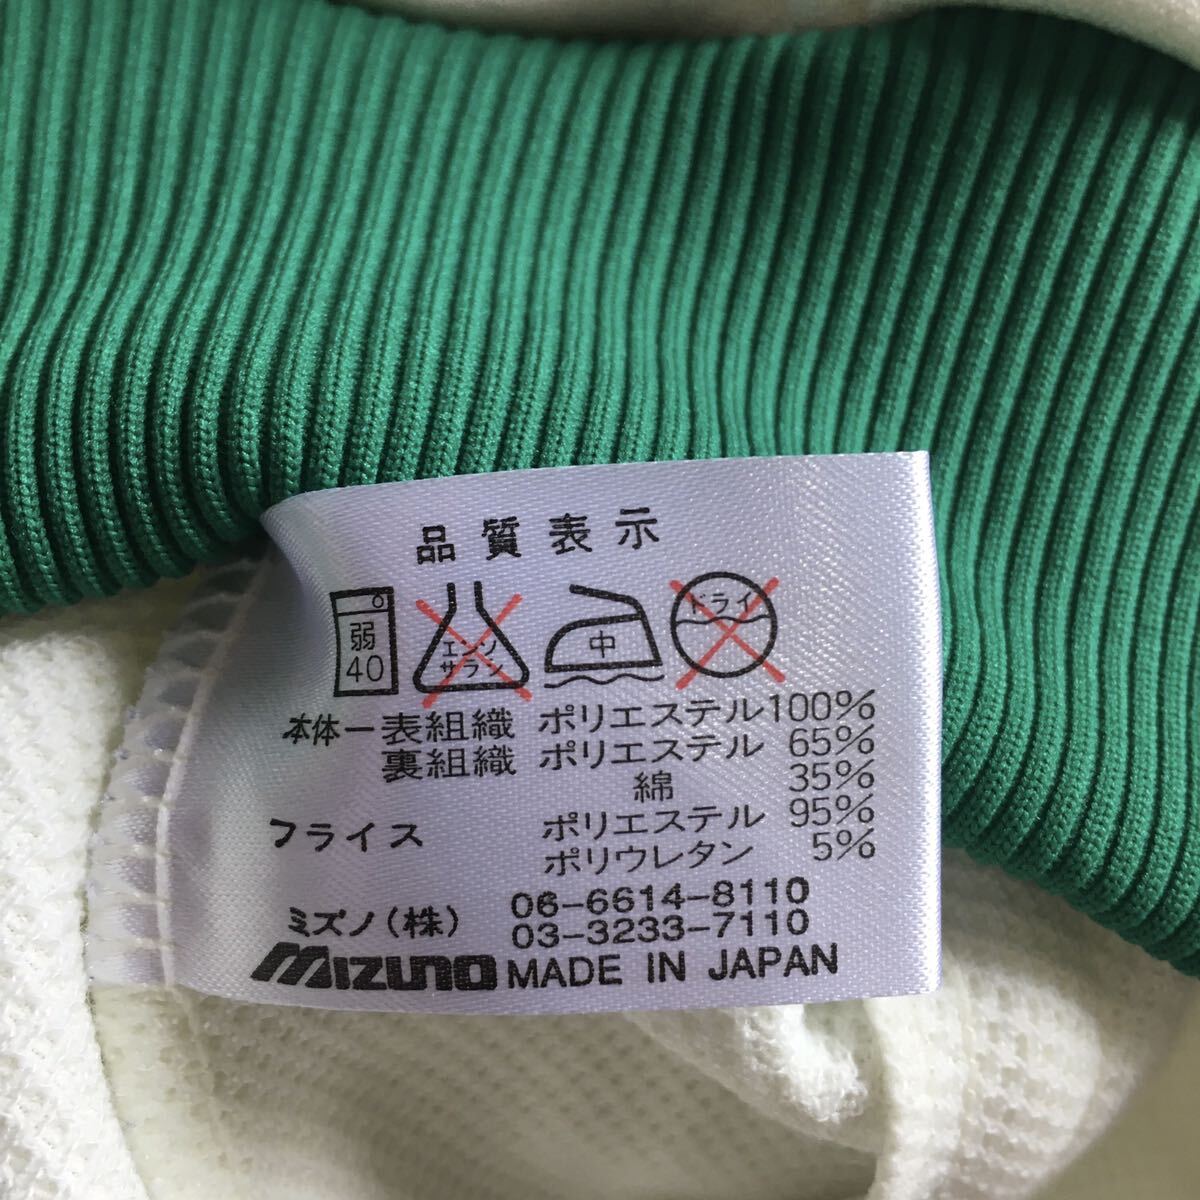 品質表示
弱 エンソ 中 ドライ
40 サラシ
本体ー表組織 ポリエステル100%
裏組織 ポリエステル 65%
綿 35%
フライス ポリエステル 95%
ポリウレタン 5%
ミズノ(株) 06-6614-8110
03-3233-7110
MIZUNO MADE IN JAPAN